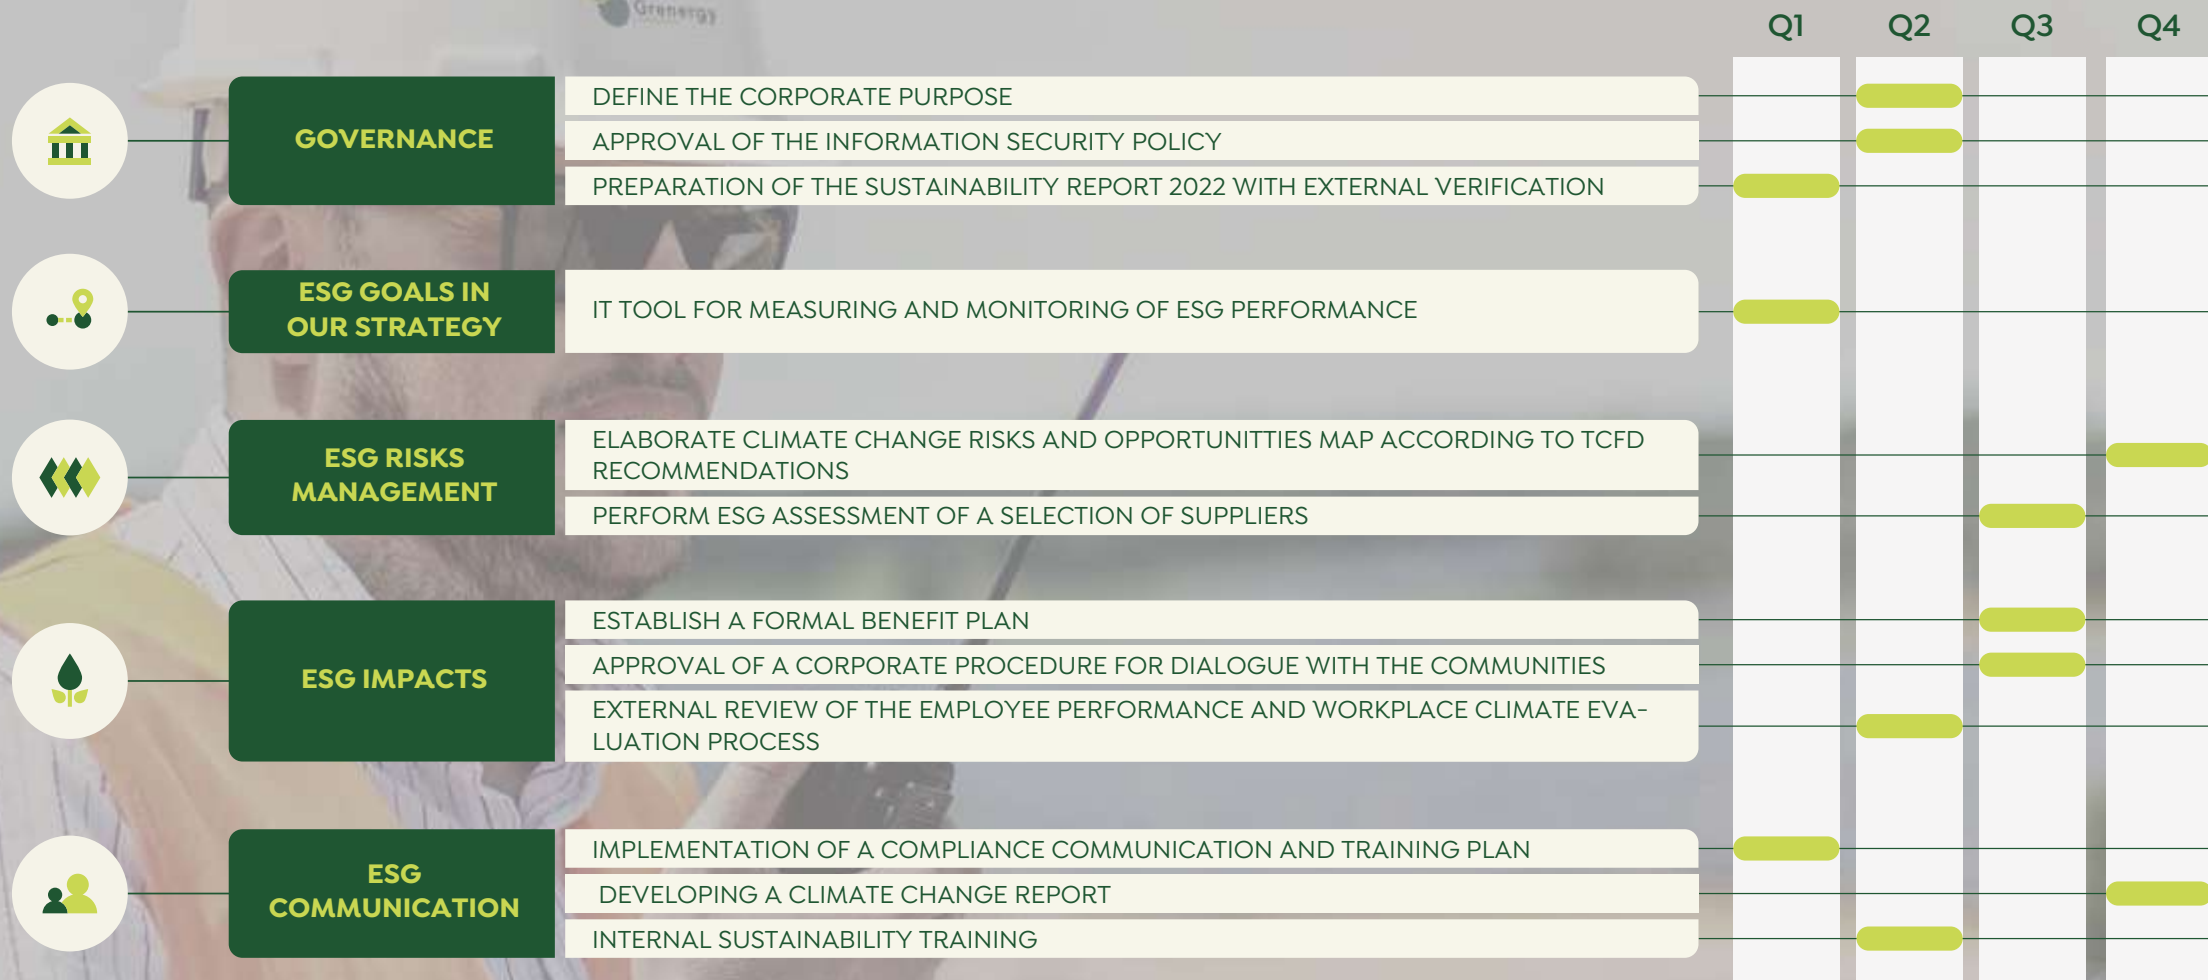 Grenergy
Q1 Q2 Q3 Q4
GOVERNANCE
DEFINE THE CORPORATE PURPOSE
APPROVAL OF THE INFORMATION SECURITY POLICY
PREPARATION OF THE SUSTAINABILITY REPORT 2022 WITH EXTERNAL VERIFICATION
ESG GOALS IN
OUR STRATEGY
IT TOOL FOR MEASURING AND MONITORING OF ESG PERFORMANCE
ESG RISKS
MANAGEMENT
ELABORATE CLIMATE CHANGE RISKS AND OPPORTUNITTIES MAP ACCORDING TO TCFD
RECOMMENDATIONS
PERFORM ESG ASSESSMENT OF A SELECTION OF SUPPLIERS
ESG IMPACTS
ESTABLISH A FORMAL BENEFIT PLAN
APPROVAL OF A CORPORATE PROCEDURE FOR DIALOGUE WITH THE COMMUNITIES
EXTERNAL REVIEW OF THE EMPLOYEE PERFORMANCE AND WORKPLACE CLIMATE EVA-
LUATION PROCESS
ESG
COMMUNICATION
IMPLEMENTATION OF A COMPLIANCE COMMUNICATION AND TRAINING PLAN
DEVELOPING A CLIMATE CHANGE REPORT
INTERNAL SUSTAINABILITY TRAINING